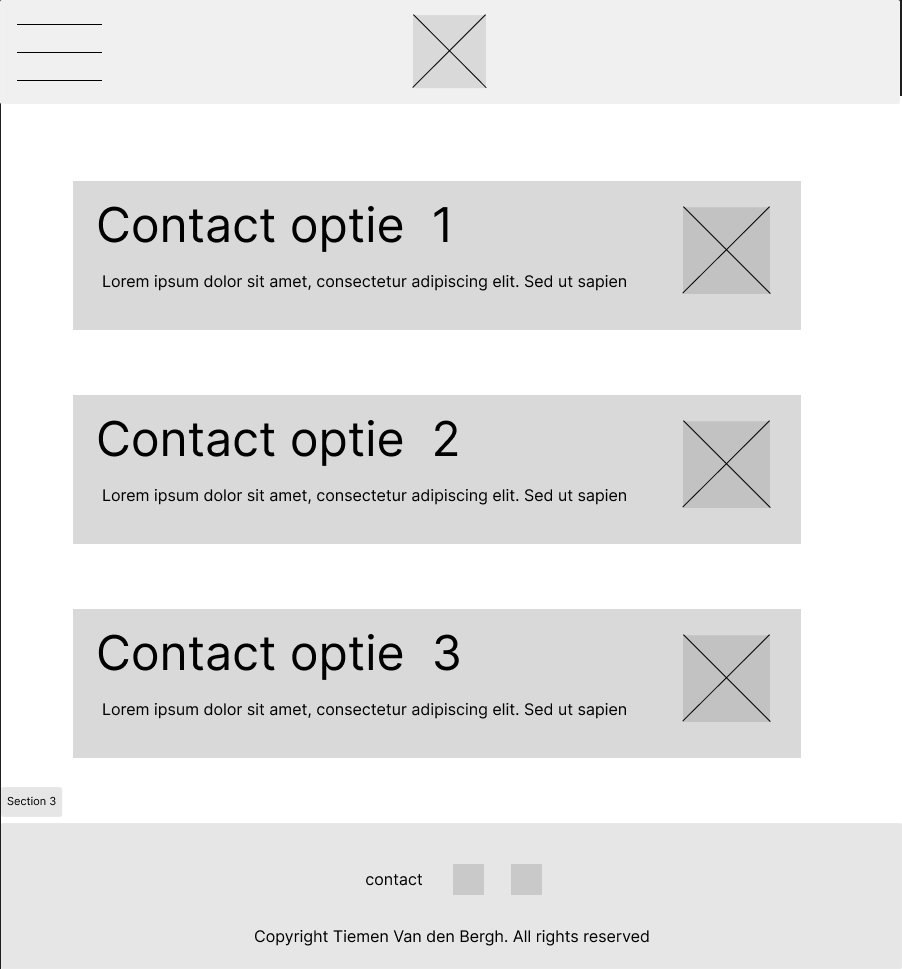 Contact optie 1
Lorem ipsum dolor sit amet, consectetur adipiscing elit. Sed ut sapien
Contact optie 2
Lorem ipsum dolor sit amet, consectetur adipiscing elit. Sed ut sapien
Contact optie 3
Lorem ipsum dolor sit amet, consectetur adipiscing elit. Sed ut sapien
Section 3
contact
Copyright Tiemen Van den Bergh. All rights reserved